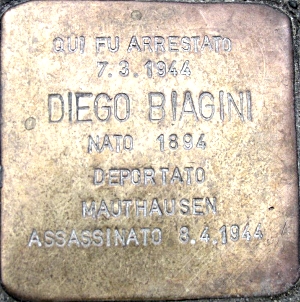 QUI FU ARRESTATO
7.3.1944
DIEGO BIAGINI
NATO 1894
DEPORTATO
MAUTHAUSEN
ASSASSINATO 8.4.1944